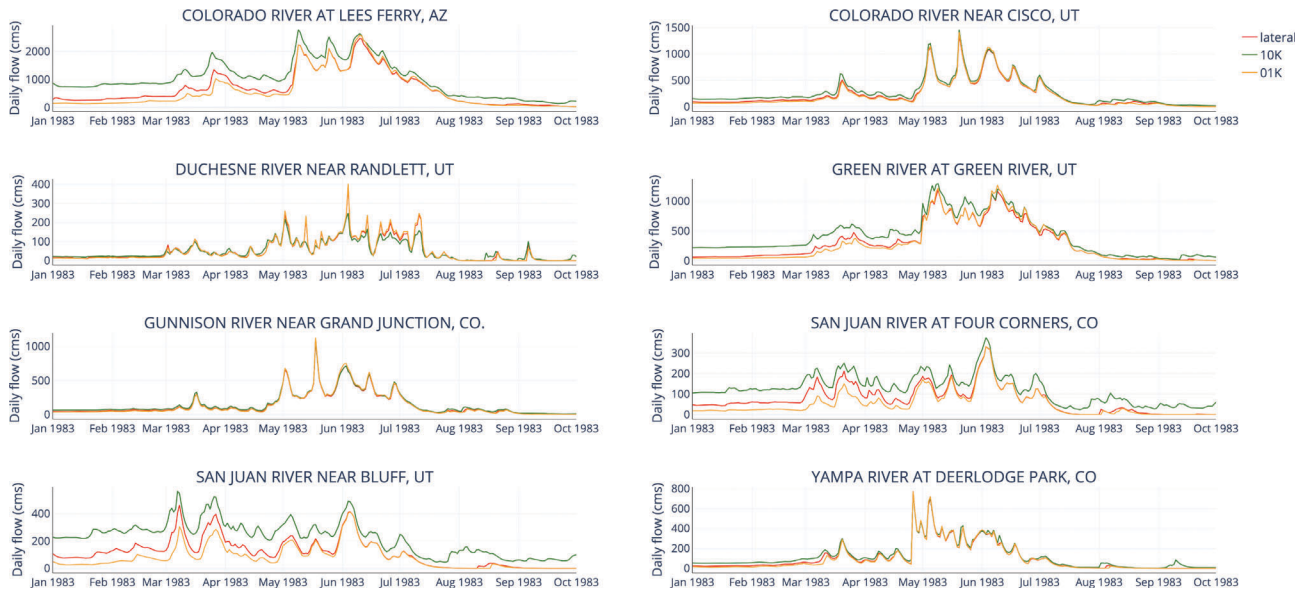 COLORADO RIVER AT LEES FERRY, AZ
Daily flow (cms)
2000
1000
0
Jan 1983 Feb 1983 Mar 1983 Apr 1983 May 1983 Jun 1983 Jul 1983 Aug 1983 Sep 1983 Oct 1983
COLORADO RIVER NEAR CISCO, UT
Daily flow (cms)
1500
1000
500
0
Jan 1983 Feb 1983 Mar 1983 Apr 1983 May 1983 Jun 1983 Jul 1983 Aug 1983 Sep 1983 Oct 1983
lateral
10K
01K
DUCHESNE RIVER NEAR RANDLETT, UT
Daily flow (cms)
400
300
200
100
0
Jan 1983 Feb 1983 Mar 1983 Apr 1983 May 1983 Jun 1983 Jul 1983 Aug 1983 Sep 1983 Oct 1983
GREEN RIVER AT GREEN RIVER, UT
Daily flow (cms)
1000
500
0
Jan 1983 Feb 1983 Mar 1983 Apr 1983 May 1983 Jun 1983 Jul 1983 Aug 1983 Sep 1983 Oct 1983
GUNNISON RIVER NEAR GRAND JUNCTION, CO.
Daily flow (cms)
1000
500
0
Jan 1983 Feb 1983 Mar 1983 Apr 1983 May 1983 Jun 1983 Jul 1983 Aug 1983 Sep 1983 Oct 1983
SAN JUAN RIVER AT FOUR CORNERS, CO
Daily flow (cms)
300
200
100
0
Jan 1983 Feb 1983 Mar 1983 Apr 1983 May 1983 Jun 1983 Jul 1983 Aug 1983 Sep 1983 Oct 1983
SAN JUAN RIVER NEAR BLUFF, UT
Daily flow (cms)
400
200
0
Jan 1983 Feb 1983 Mar 1983 Apr 1983 May 1983 Jun 1983 Jul 1983 Aug 1983 Sep 1983 Oct 1983
YAMPA RIVER AT DEERLODGE PARK, CO
Daily flow (cms)
800
600
400
200
0
Jan 1983 Feb 1983 Mar 1983 Apr 1983 May 1983 Jun 1983 Jul 1983 Aug 1983 Sep 1983 Oct 1983